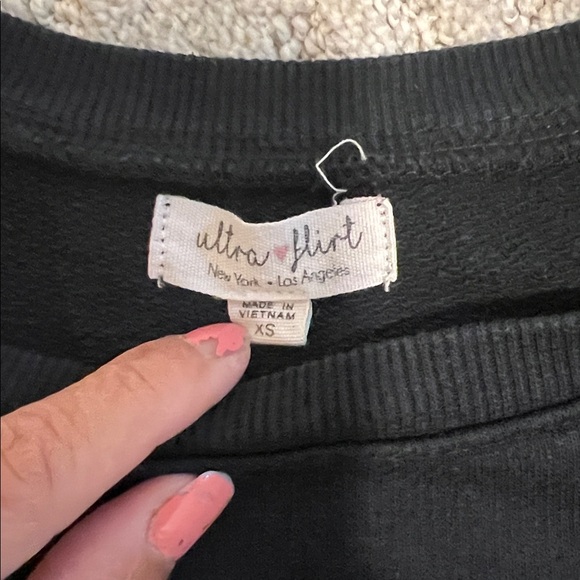 ultra flirt
New York • Los Angeles
MADE IN
VIETNAM
XS